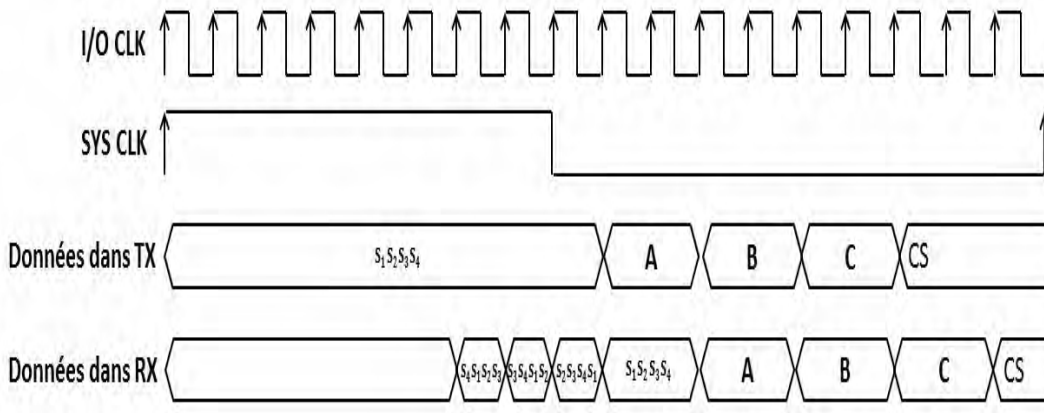 I/O CLK
SYS CLK
Données dans TX S₁S₂S₃S₄ A B C CS
Données dans RX S₄S₁S₂S₃ S₃S₄S₁S₂ S₂S₃S₄S₁ S₁S₂S₃S₄ A B C CS